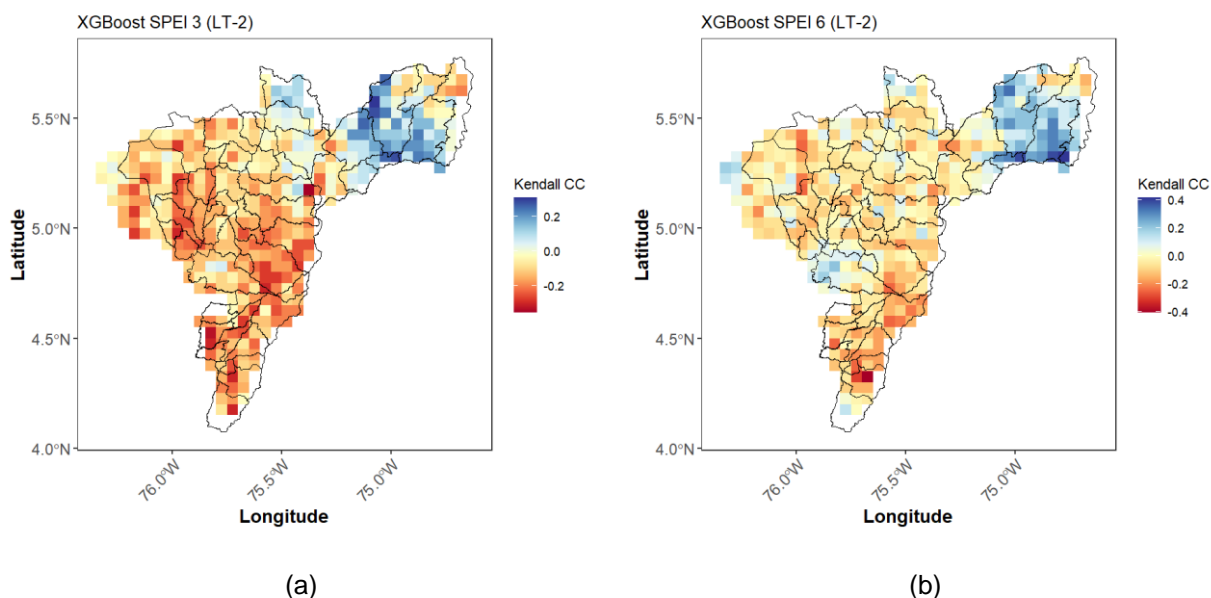 XGBoost SPEI 3 (LT-2)
5.5°N
5.0°N
4.5°N
4.0°N
Latitude
76.0°W
75.5°W
75.0°W
Longitude
Kendall CC
0.2
0.0
-0.2
(a)
XGBoost SPEI 6 (LT-2)
5.5°N
5.0°N
4.5°N
4.0°N
Latitude
76.0°W
75.5°W
75.0°W
Longitude
Kendall CC
0.4
0.2
0.0
-0.2
-0.4
(b)